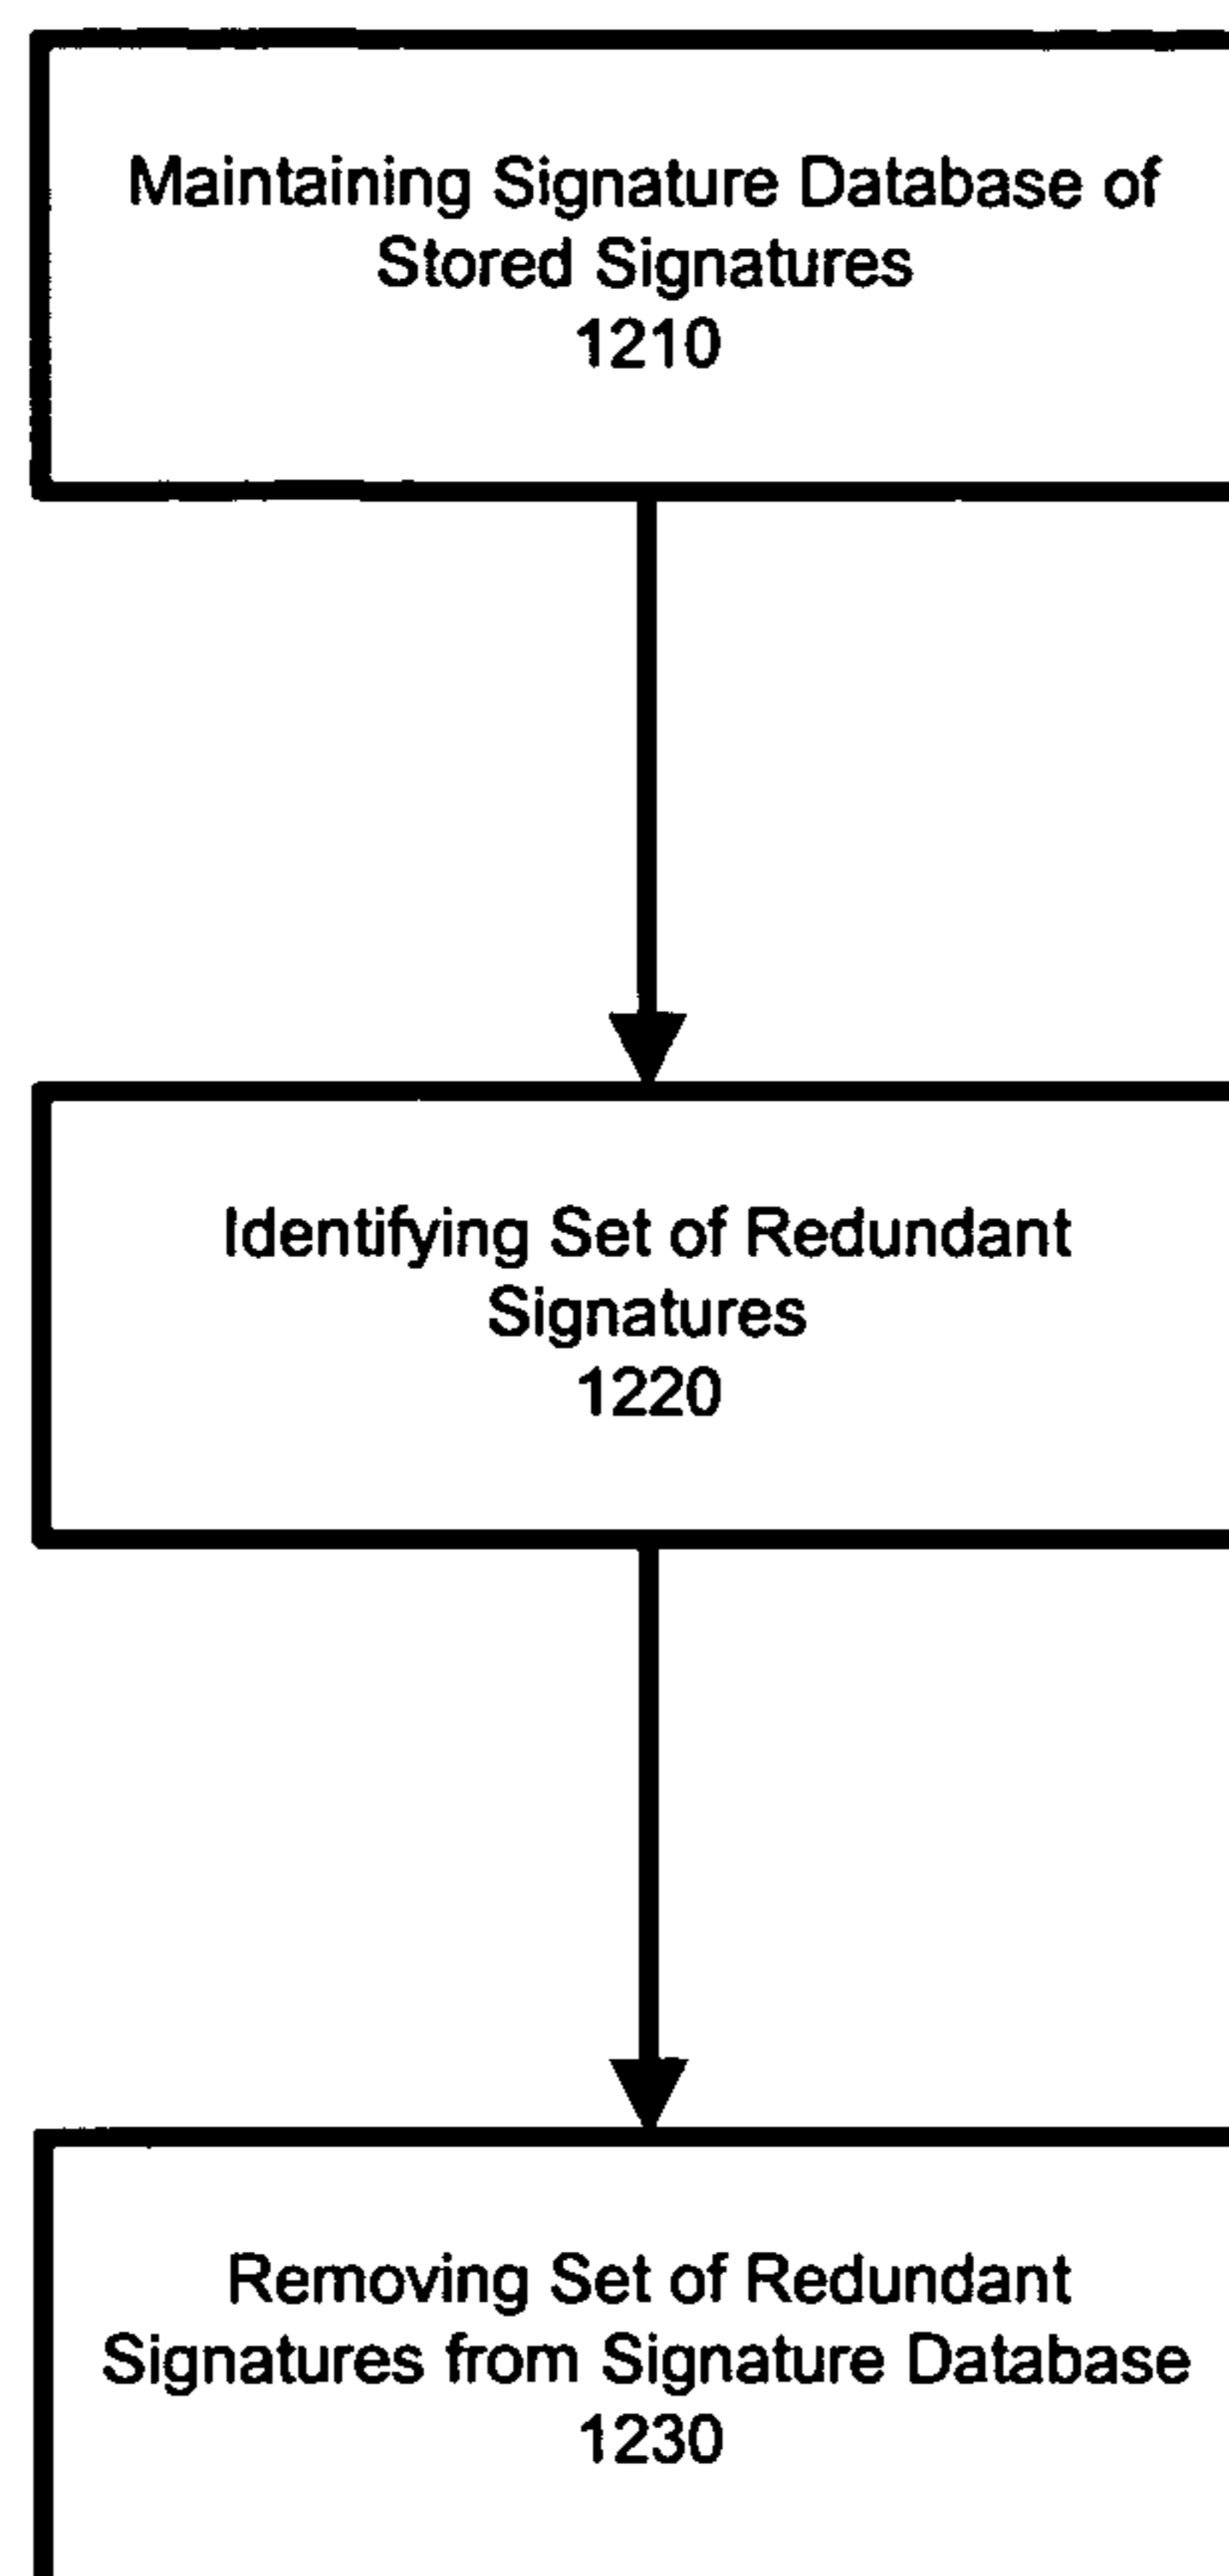 Maintaining Signature Database of
Stored Signatures
1210
Identifying Set of Redundant
Signatures
1220
Removing Set of Redundant
Signatures from Signature Database
1230